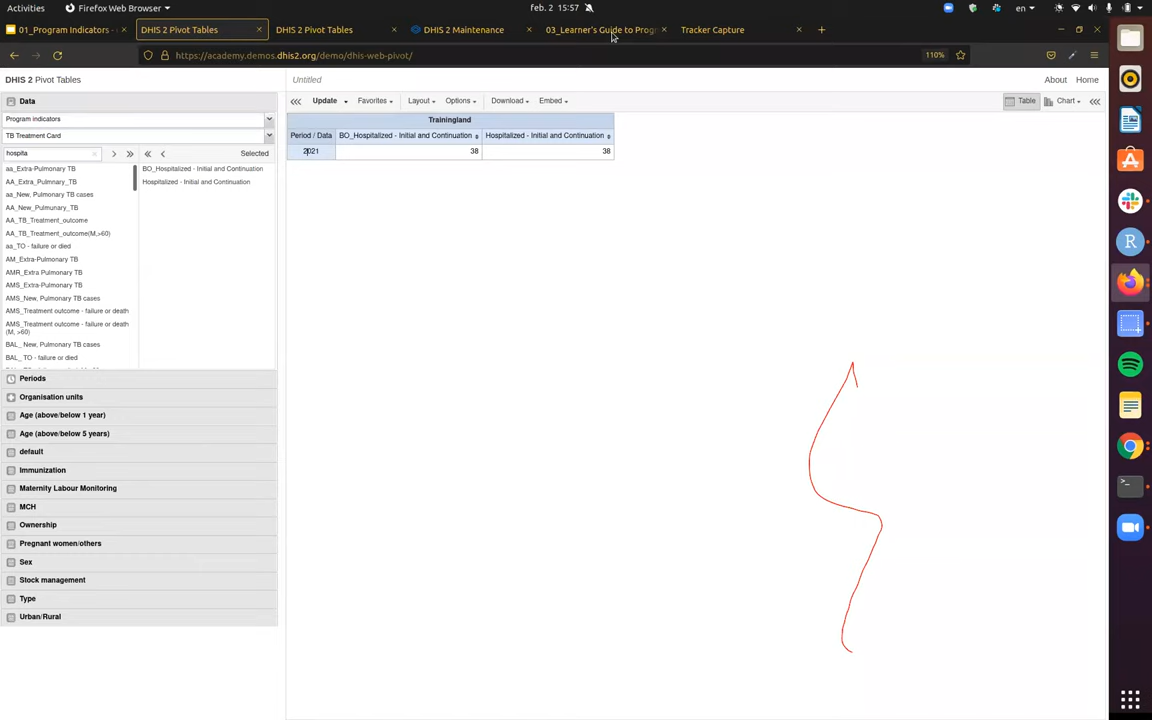 Activities
Firefox Web Browser
feb. 2 15:57
en
01_Program Indicators -
DHIS 2 Pivot Tables
DHIS 2 Pivot Tables
DHIS 2 Maintenance
03_Learner's Guide to Prog
Tracker Capture
https://academy.demos.dhis2.org/demo/dhis-web-pivot/
110%
DHIS 2 Pivot Tables
Untitled
About
Home
Data
Update
Favorites
Layout
Options
Download
Embed
Table
Chart
Program indicators
TB Treatment Card
hospita
Selected
aa_Extra-Pulmonary TB
AA_Extra_Pulmnary_TB
aa_New. Pulmonary TB cases
AA_New_Pulmunary_TB
AA_TB_Treatment_outcome
AA_TB_Treatment_outcome(M,>60)
aa_TO - failure or died
AM_Extra-Pulmonary TB
AMR_Extra Pulmonary TB
AMS_Extra-Pulmonary TB
AMS_New, Pulmonary TB cases
AMS_Treatment outcome - failure or death
AMS_Treatment outcome - failure or death
(M, >60)
BAL_ New, Pulmonary TB cases
BAL_ TO - failure or died
BO_Hospitalized - Initial and Continuation
Hospitalized - Initial and Continuation
Trainingland
Period / Data
BO_Hospitalized - Initial and Continuation
Hospitalized - Initial and Continuation
2021
38
38
Periods
Organisation units
Age (above/below 1 year)
Age (above/below 5 years)
default
Immunization
Maternity Labour Monitoring
MCH
Ownership
Pregnant women/others
Sex
Stock management
Type
Urban/Rural